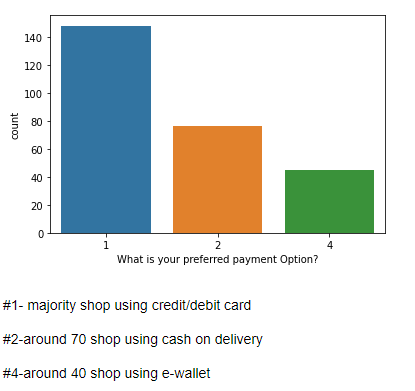 140
120
100
80
60
40
20
0
count
1 2 4
What is your preferred payment Option?
#1- majority shop using credit/debit card
#2-around 70 shop using cash on delivery
#4-around 40 shop using e-wallet